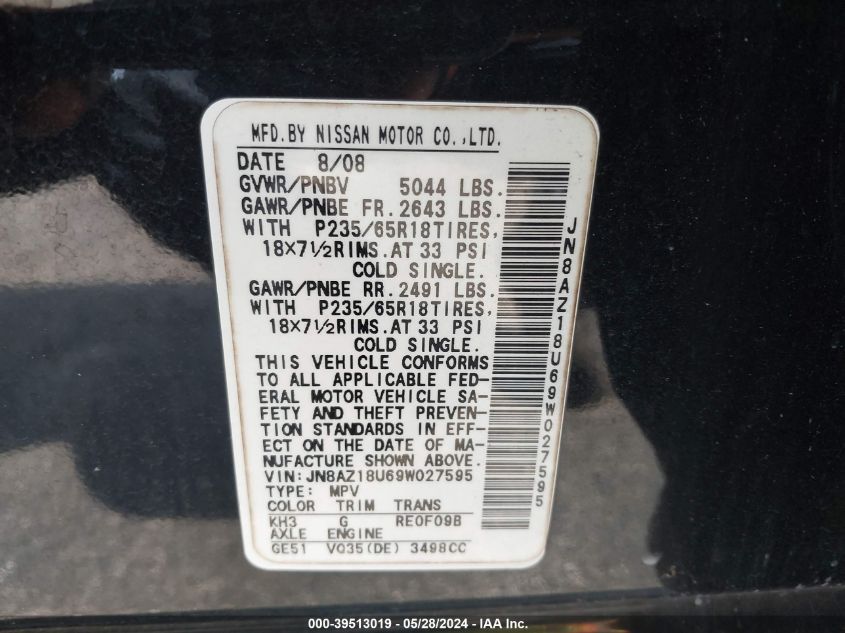 MFD.BY NISSAN MOTOR CO.,LTD.
DATE 8/08
GVWR/PNBV 5044 LBS.
GAWR/PNBE FR. 2643 LBS.
WITH P235/65R18TIRES,
18X7½RIMS.AT 33 PSI
COLD SINGLE.
GAWR/PNBE RR. 2491 LBS.
WITH P235/65R18TIRES,
18X7½RIMS.AT 33 PSI
COLD SINGLE.
THIS VEHICLE CONFORMS
TO ALL APPLICABLE FED-
ERAL MOTOR VEHICLE SA-
FETY AND THEFT PREVEN-
TION STANDARDS IN EFF-
ECT ON THE DATE OF MA-
NUFACTURE SHOWN ABOVE.
VIN:JN8AZ18U69W027595
TYPE: MPV
COLOR TRIM TRANS
KH3 G RE0F09B
AXLE ENGINE
GE51 VQ35(DE) 3498CC
JN8AZ18U69W027595
000-39513019 - 05/28/2024 - IAA Inc.